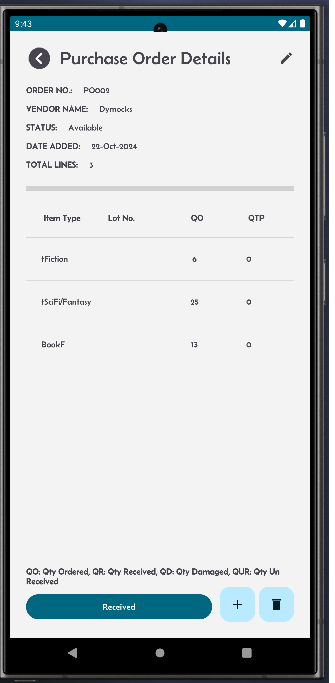 9:43
Purchase Order Details
ORDER NO.: PO002
VENDOR NAME: Dymocks
STATUS: Available
DATE ADDED: 22-Oct-2024
TOTAL LINES: 3
Item Type Lot No. QO QTP
tFiction 6 0
tSciFi/Fantasy 25 0
BookF 13 0
QO: Qty Ordered, QR: Qty Received, QD: Qty Damaged, QUR: Qty Un
Received
Received